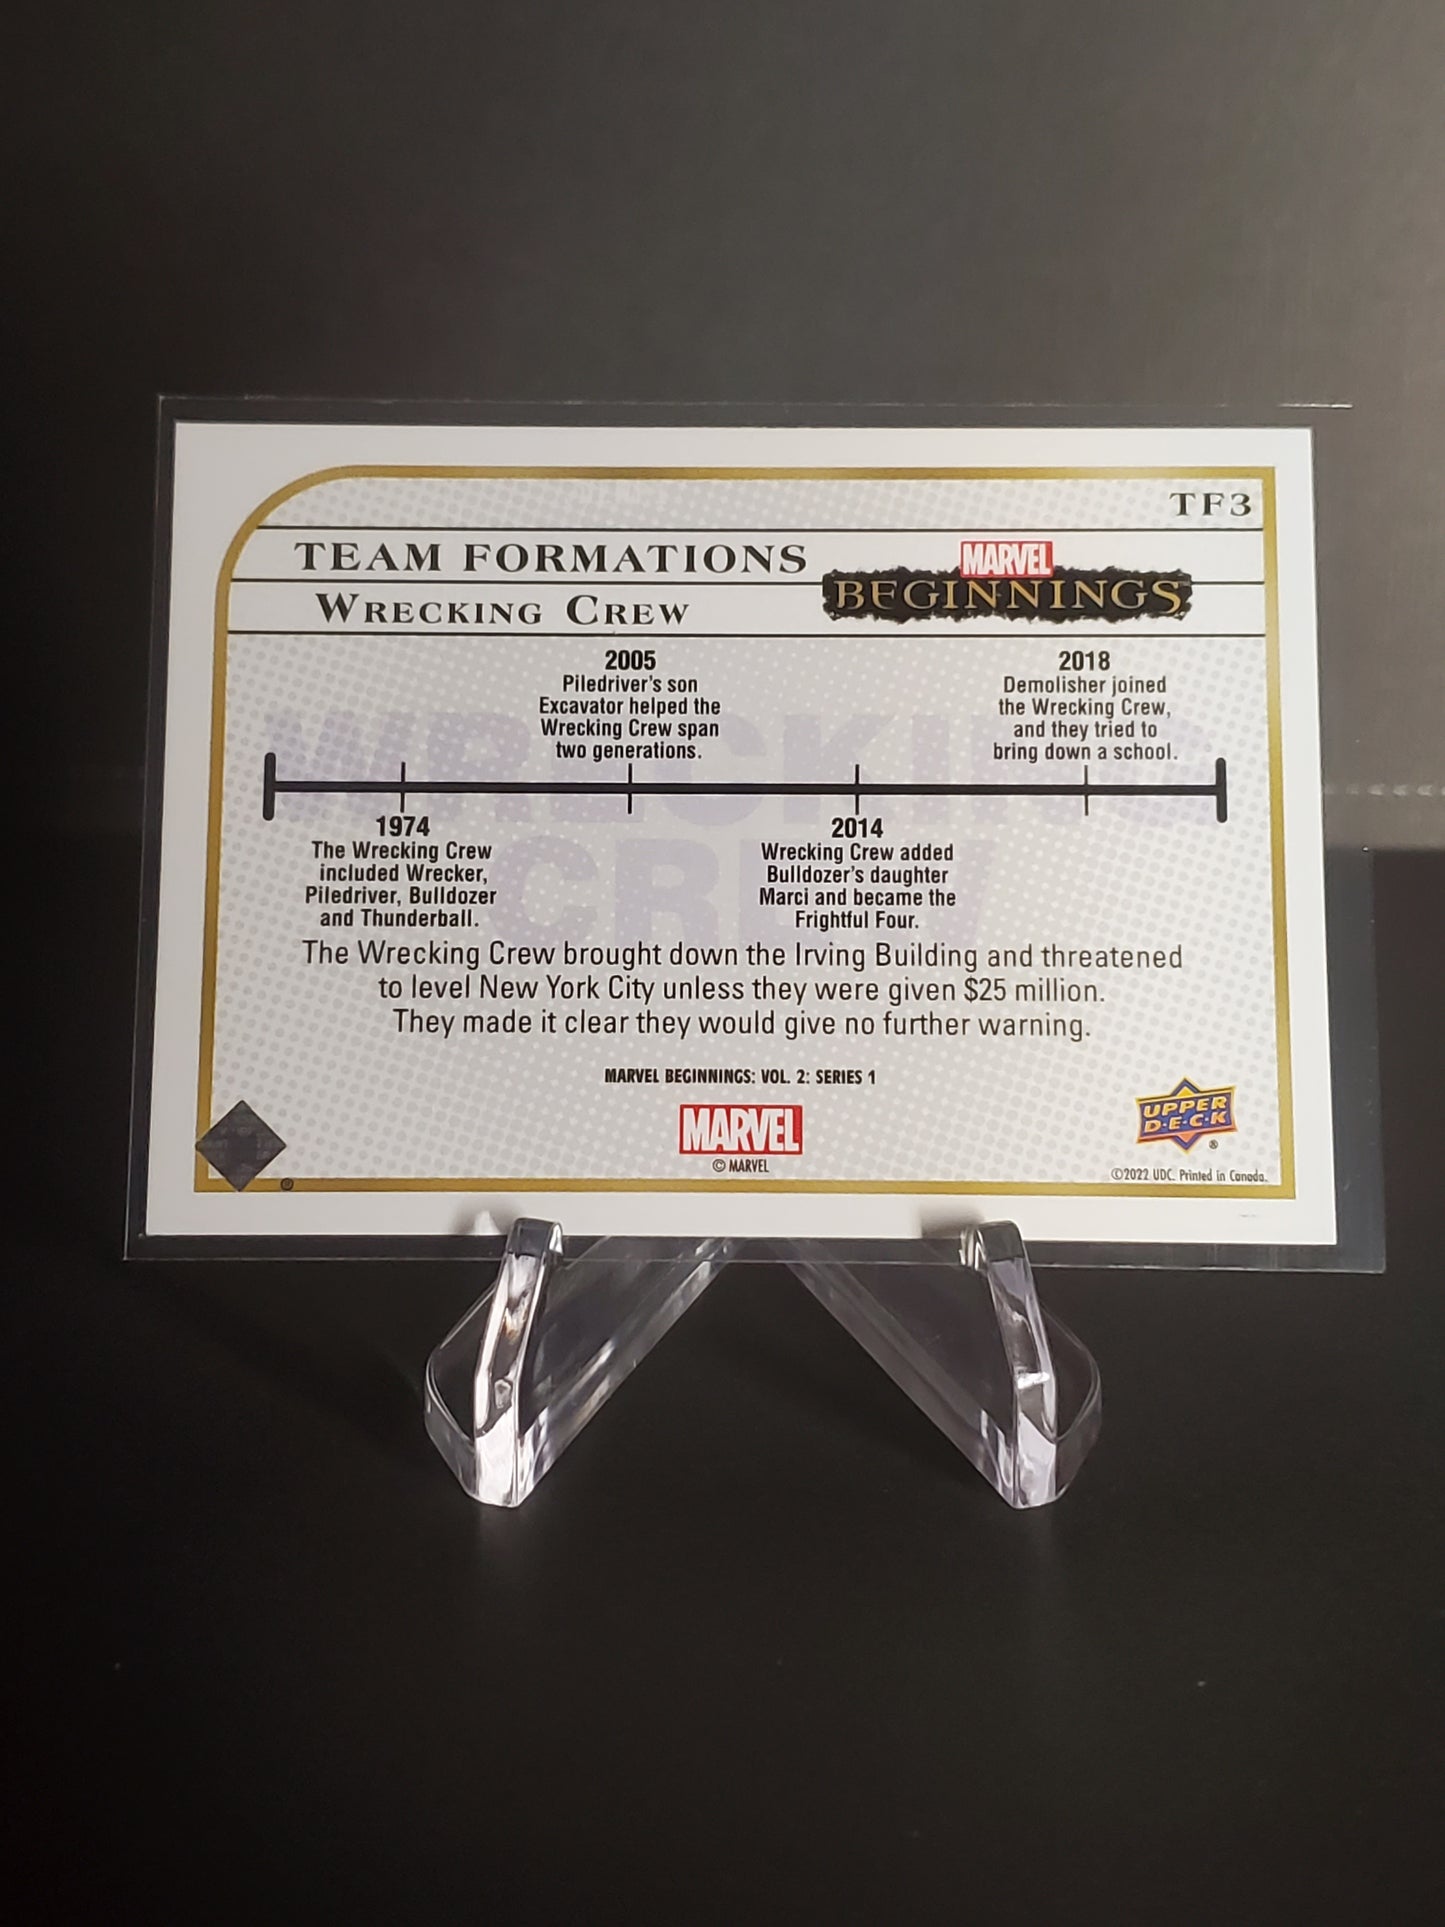 TF3
TEAM FORMATIONS
MARVEL
BEGINNINGS
WRECKING CREW
WRECKING
CREW
2005
Piledriver's son
Excavator helped the
Wrecking Crew span
two generations.
2018
Demolisher joined
the Wrecking Crew,
and they tried to
bring down a school.
1974
The Wrecking Crew
included Wrecker,
Piledriver, Bulldozer
and Thunderball.
2014
Wrecking Crew added
Bulldozer's daughter
Marci and became the
Frightful Four.
The Wrecking Crew brought down the Irving Building and threatened
to level New York City unless they were given $25 million.
They made it clear they would give no further warning.
MARVEL BEGINNINGS: VOL. 2: SERIES 1
MARVEL
© MARVEL
UPPER
D·E·C·K
®
©2022 UDC. Printed in Canada.